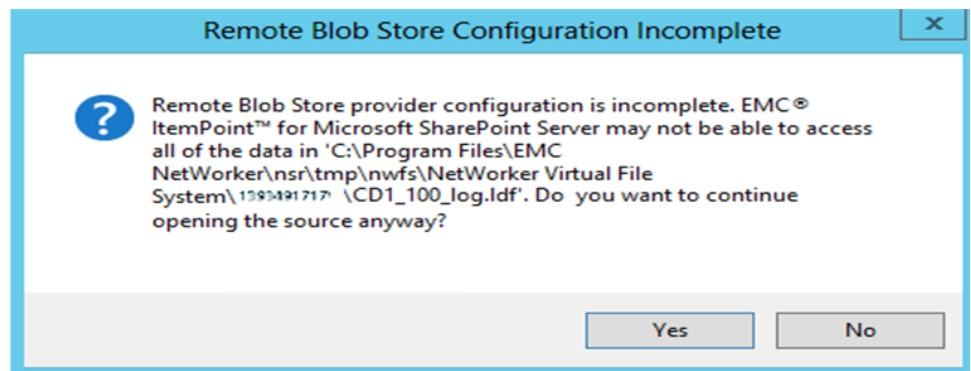 Remote Blob Store Configuration Incomplete
x
?
Remote Blob Store provider configuration is incomplete. EMC®
ItemPoint™ for Microsoft SharePoint Server may not be able to access
all of the data in 'C:\Program Files\EMC
NetWorker\nsr\tmp\nwfs\NetWorker Virtual File
System\ \CD1_100_log.ldf'. Do you want to continue
opening the source anyway?
Yes
No